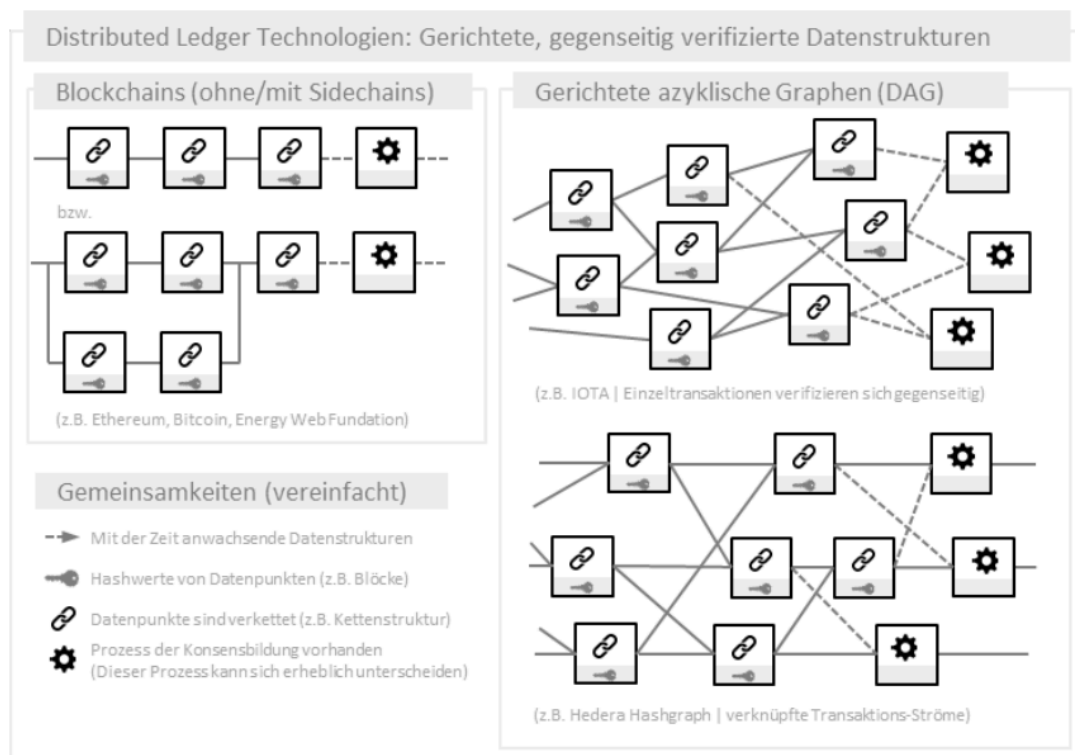 Distributed Ledger Technologien: Gerichtete, gegenseitig verifizierte Datenstrukturen
Blockchains (ohne/mit Sidechains)
bzw.
(z.B. Ethereum, Bitcoin, Energy Web Fundation)
Gemeinsamkeiten (vereinfacht)
Mit der Zeit anwachsende Datenstrukturen
Hashwerte von Datenpunkten (z.B. Blöcke)
Datenpunkte sind verkettet (z.B. Kettenstruktur)
Prozess der Konsensbildung vorhanden
(Dieser Prozess kann sich erheblich unterscheiden)
Gerichtete azyklische Graphen (DAG)
(z.B. IOTA | Einzeltransaktionen verifizieren sich gegenseitig)
(z.B. Hedera Hashgraph | verknüpfte Transaktions-Ströme)